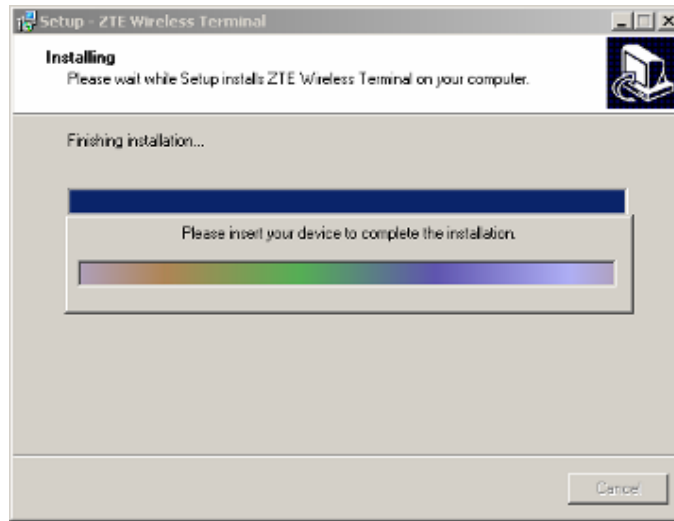 Setup - ZTE Wireless Terminal
Installing
Please wait while Setup installs ZTE Wireless Terminal on your computer.
Finishing installation...
Please insert your device to complete the installation.
Cancel